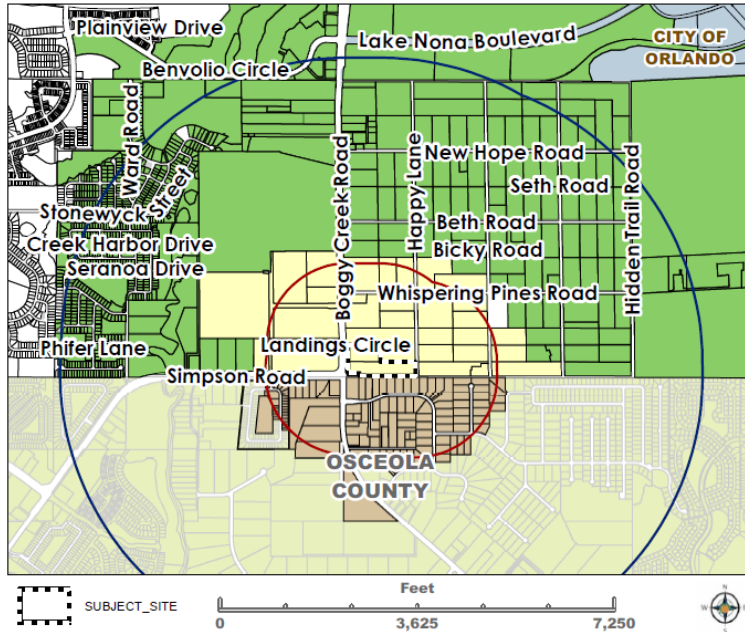 Plainview Drive
Lake Nona Boulevard
CITY OF
ORLANDO
Benvolio Circle
Ward Road
New Hope Road
Seth Road
Stonewyck Street
Boggy Creek Road
Happy Lane
Hidden Trail Road
Beth Road
Creek Harbor Drive
Bicky Road
Seranoa Drive
Whispering Pines Road
Landings Circle
Phifer Lane
Simpson Road
OSCEOLA
COUNTY
SUBJECT_SITE
Feet
0 3,625 7,250
N
W E
S